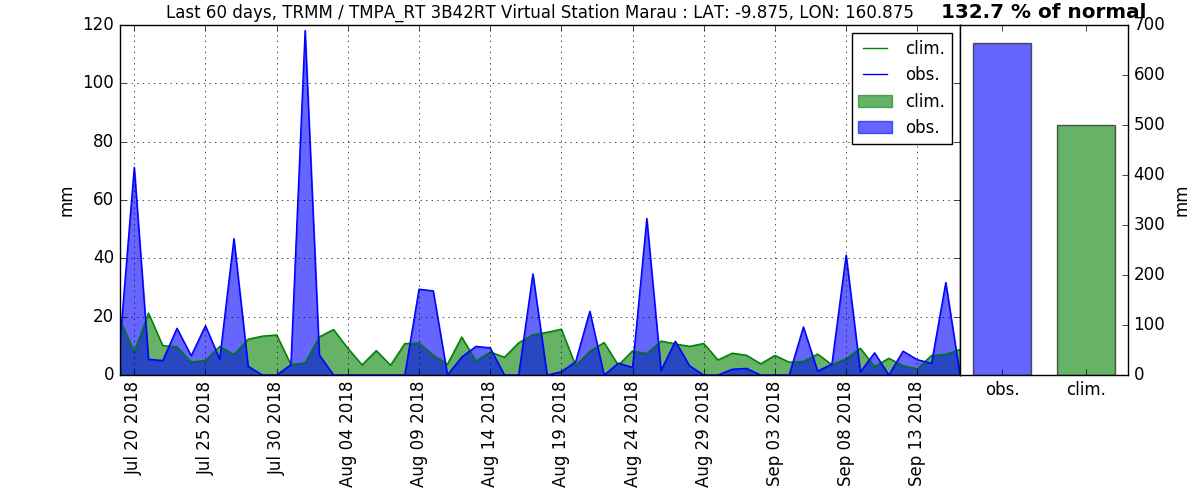 Last 60 days, TRMM / TMPA_RT 3B42RT Virtual Station Marau : LAT: -9.875, LON: 160.875
132.7 % of normal
120
100
80
60
40
20
0
mm
clim.
obs.
clim.
obs.
Jul 20 2018
Jul 25 2018
Jul 30 2018
Aug 04 2018
Aug 09 2018
Aug 14 2018
Aug 19 2018
Aug 24 2018
Aug 29 2018
Sep 03 2018
Sep 08 2018
Sep 13 2018
700
600
500
400
300
200
100
0
mm
obs.
clim.